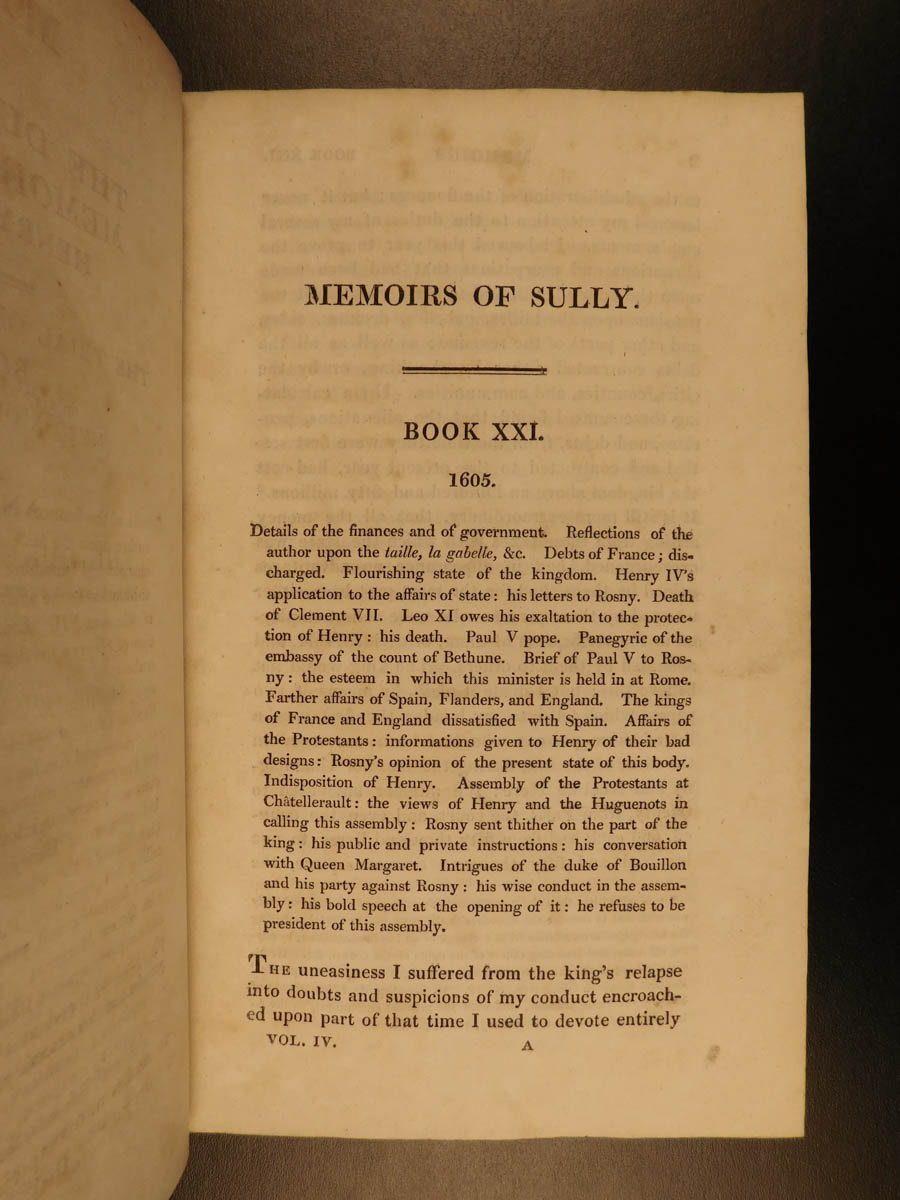 MEMOIRS OF SULLY.
BOOK XXI.
1605.
Details of the finances and of government. Reflections of the
author upon the taille, la gabelle, &c. Debts of France; dis-
charged. Flourishing state of the kingdom. Henry IV's
application to the affairs of state: his letters to Rosny. Death
of Clement VII. Leo XI owes his exaltation to the protec-
tion of Henry: his death. Paul V pope. Panegyric of the
embassy of the count of Bethune. Brief of Paul V to Ros-
ny: the esteem in which this minister is held in at Rome.
Farther affairs of Spain, Flanders, and England. The kings
of France and England dissatisfied with Spain. Affairs of
the Protestants: informations given to Henry of their bad
designs: Rosny's opinion of the present state of this body.
Indisposition of Henry. Assembly of the Protestants at
Châtellerault: the views of Henry and the Huguenots in
calling this assembly: Rosny sent thither on the part of the
king: his public and private instructions: his conversation
with Queen Margaret. Intrigues of the duke of Bouillon
and his party against Rosny: his wise conduct in the assem-
bly: his bold speech at the opening of it: he refuses to be
president of this assembly.
THE uneasiness I suffered from the king's relapse
into doubts and suspicions of my conduct encroach-
ed upon part of that time I used to devote entirely
VOL. IV. A